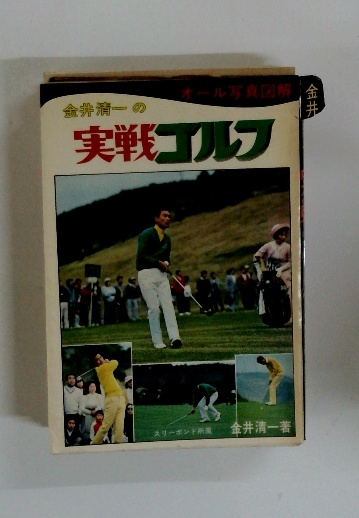 オール写真図解
金井清一の
実戦ゴルフ
金井
スリーボンド所属
金井清一著